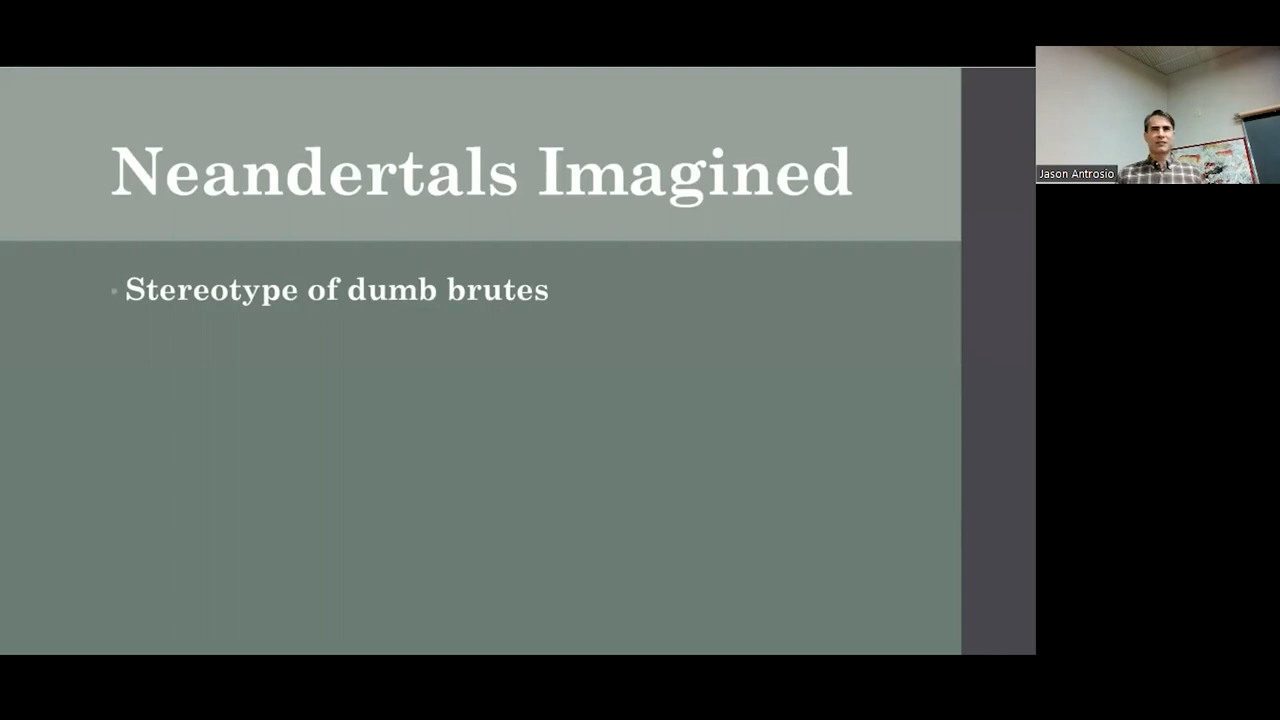 Neandertals Imagined
Stereotype of dumb brutes
Jason Antrosio